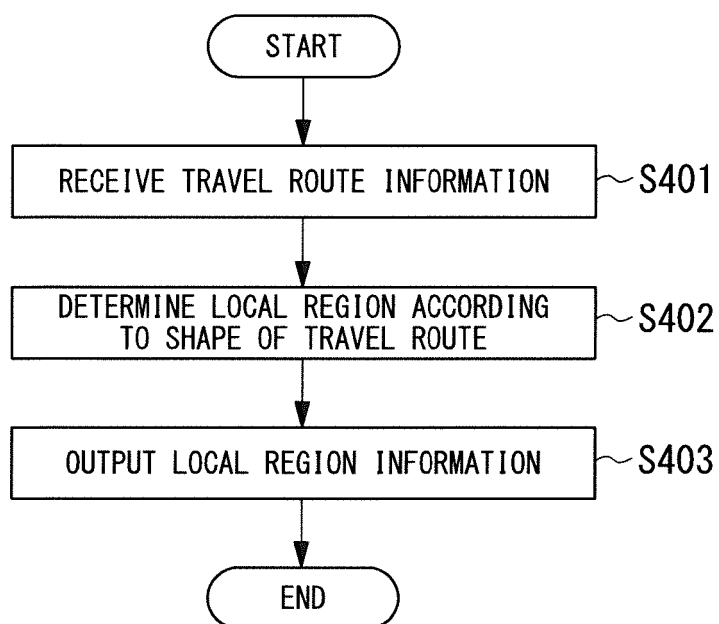 START
RECEIVE TRAVEL ROUTE INFORMATION
S401
DETERMINE LOCAL REGION ACCORDING
TO SHAPE OF TRAVEL ROUTE
S402
OUTPUT LOCAL REGION INFORMATION
S403
END